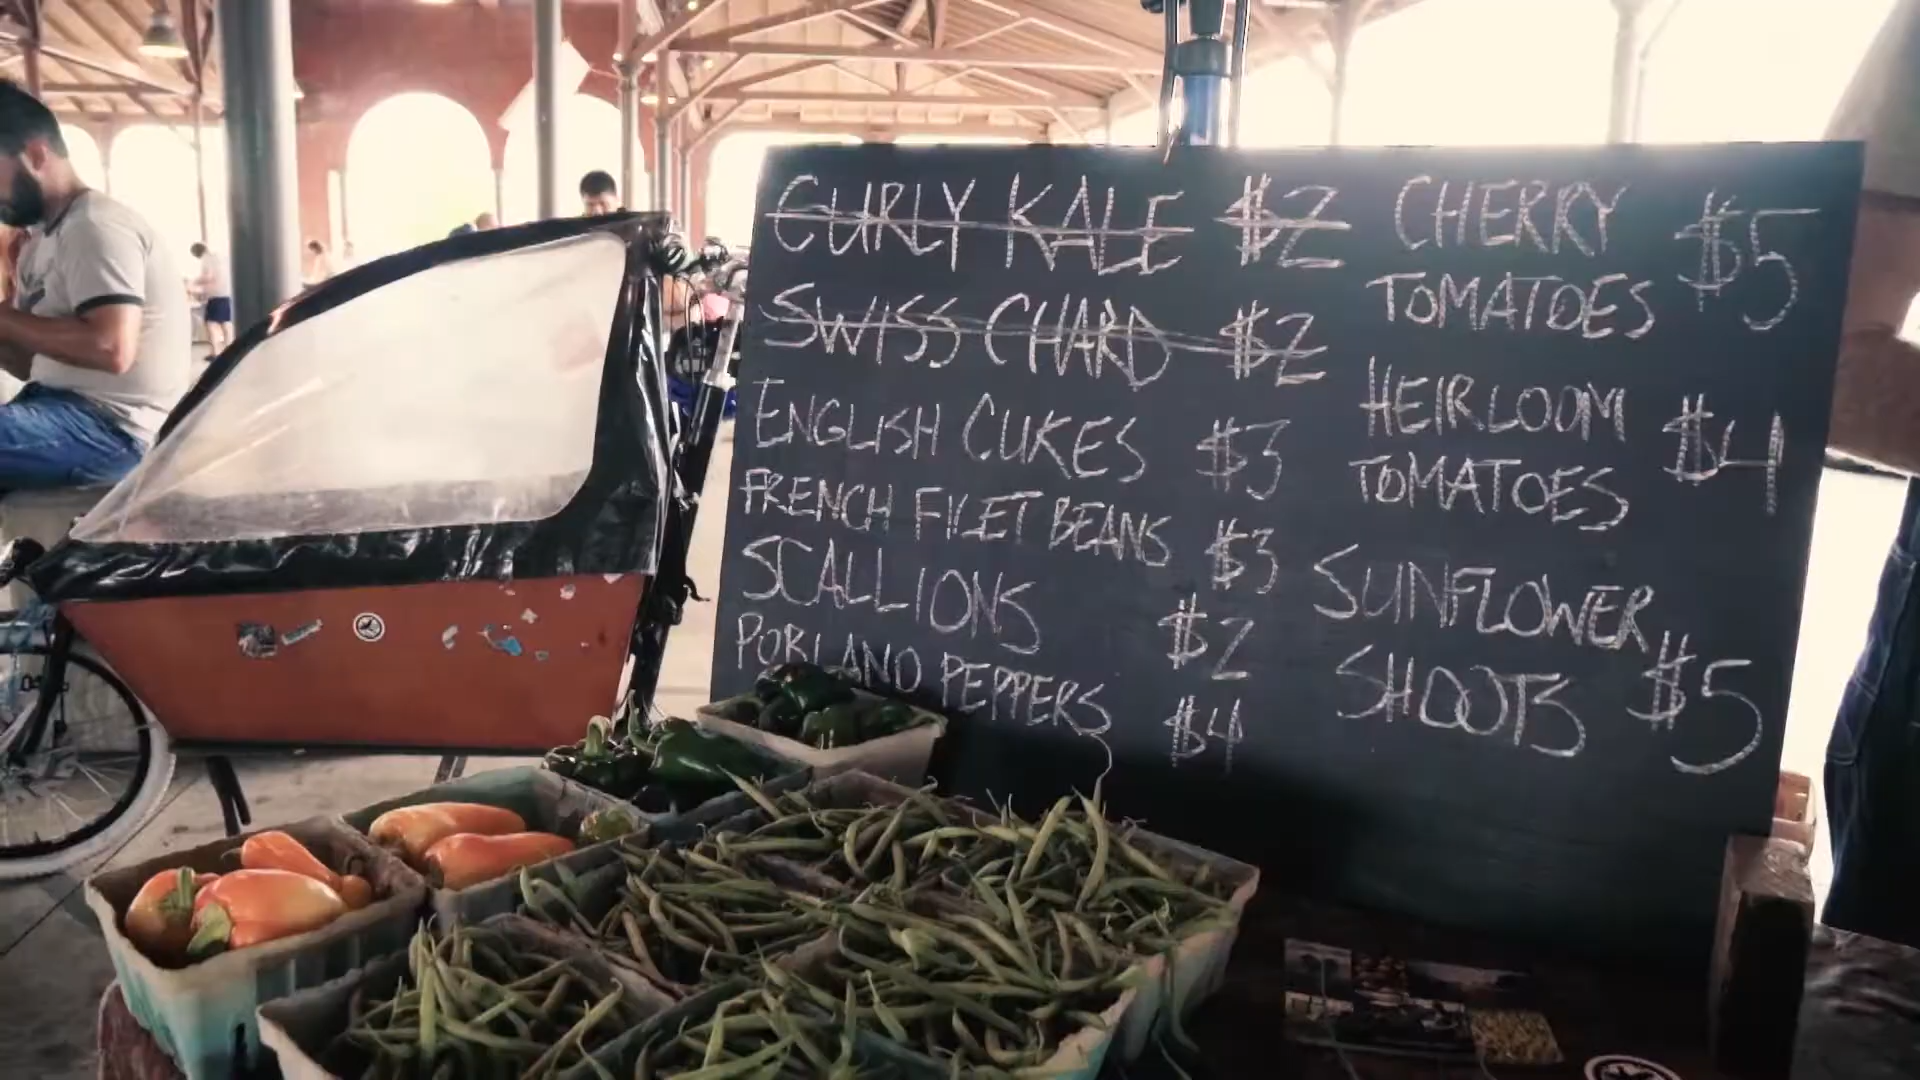 CURLY KALE $2
SWISS CHARD $2
ENGLISH CUKES $3
FRENCH FILET BEANS $3
SCALLIONS $2
PEPPERS $4
CHERRY
TOMATOES $5
HEIRLOOM
TOMATOES $4
SUNFLOWER
SHOOTS $5